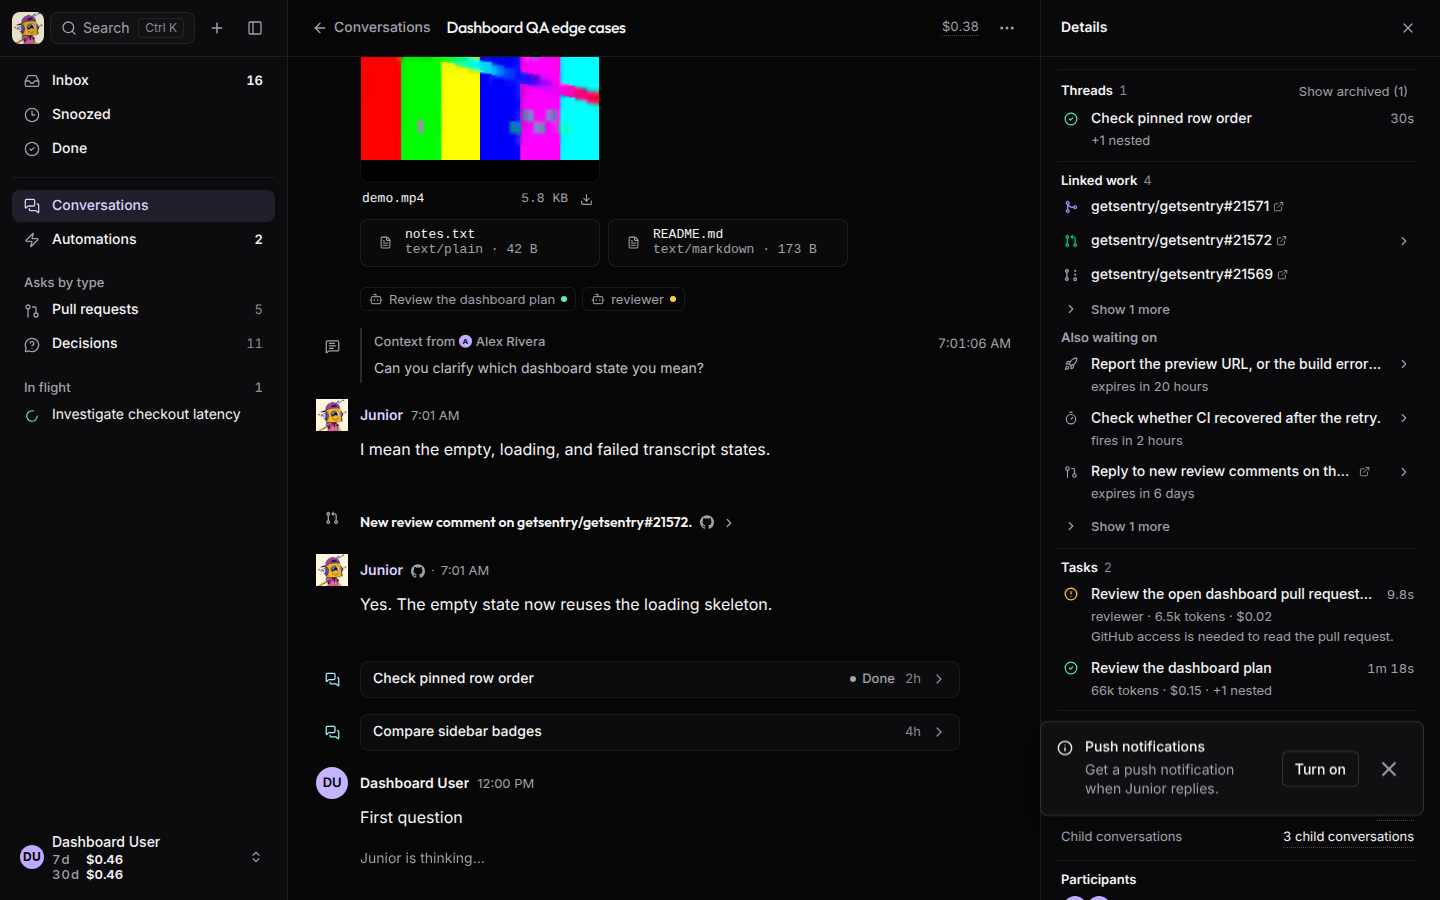 Search Ctrl K
Inbox 16
Snoozed
Done
Conversations
Automations 2
Asks by type
Pull requests 5
Decisions 11
In flight 1
Investigate checkout latency
DU
Dashboard User
7d $0.46
30d $0.46
Conversations Dashboard QA edge cases $0.38
demo.mp4 5.8 KB
notes.txt
text/plain · 42 B
README.md
text/markdown · 173 B
Review the dashboard plan
reviewer
Context from A Alex Rivera 7:01:06 AM
Can you clarify which dashboard state you mean?
Junior 7:01 AM
I mean the empty, loading, and failed transcript states.
New review comment on getsentry/getsentry#21572.
Junior · 7:01 AM
Yes. The empty state now reuses the loading skeleton.
Check pinned row order Done 2h
Compare sidebar badges 4h
DU Dashboard User 12:00 PM
First question
Junior is thinking...
Details
Threads 1 Show archived (1)
Check pinned row order 30s
+1 nested
Linked work 4
getsentry/getsentry#21571
getsentry/getsentry#21572
getsentry/getsentry#21569
Show 1 more
Also waiting on
Report the preview URL, or the build error...
expires in 20 hours
Check whether CI recovered after the retry.
fires in 2 hours
Reply to new review comments on th...
expires in 6 days
Show 1 more
Tasks 2
Review the open dashboard pull request... 9.8s
reviewer · 6.5k tokens · $0.02
GitHub access is needed to read the pull request.
Review the dashboard plan 1m 18s
66k tokens · $0.15 · +1 nested
Push notifications
Get a push notification
when Junior replies.
Turn on
Child conversations 3 child conversations
Participants